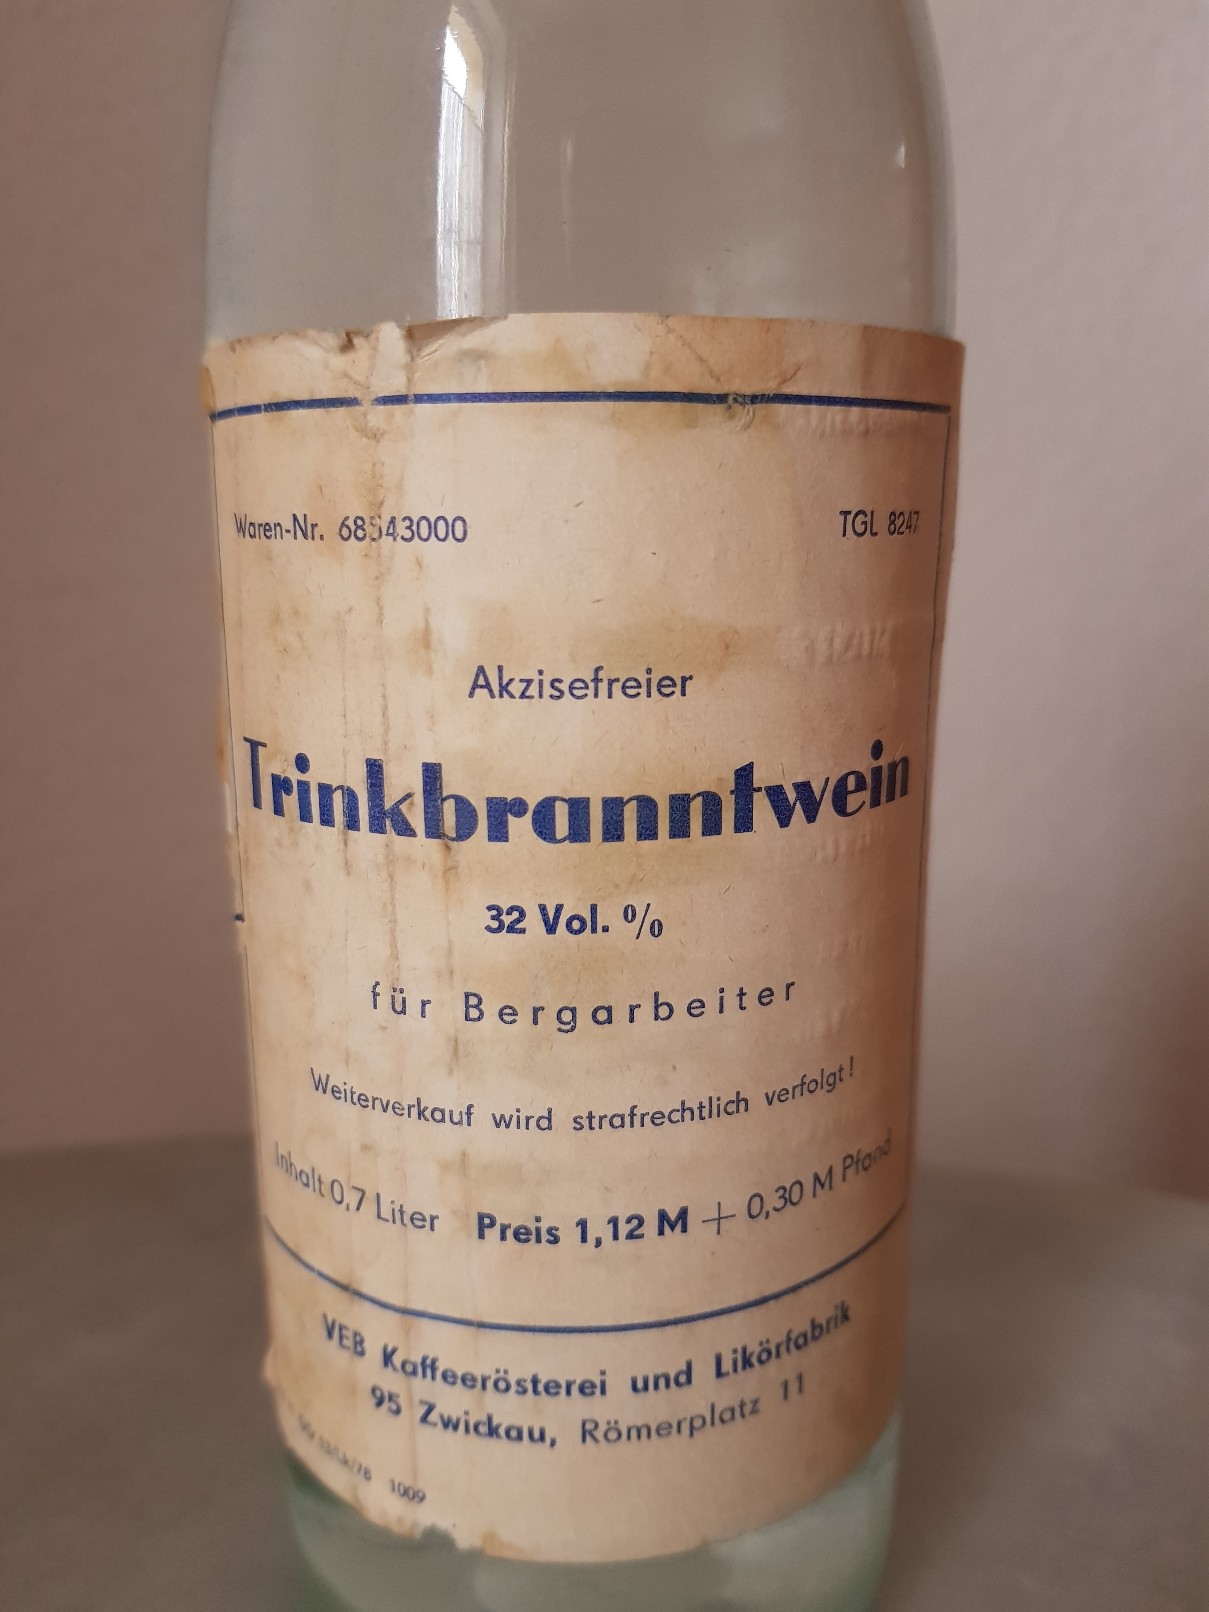 Waren-Nr. 68543000 TGL 8247
Akzisefreier
Trinkbranntwein
32 Vol. %
für Bergarbeiter
Weiterverkauf wird strafrechtlich verfolgt!
Inhalt 0,7 Liter Preis 1,12 M + 0,30 M Pfand
VEB Kaffeerösterei und Likörfabrik
95 Zwickau, Römerplatz 11
1009